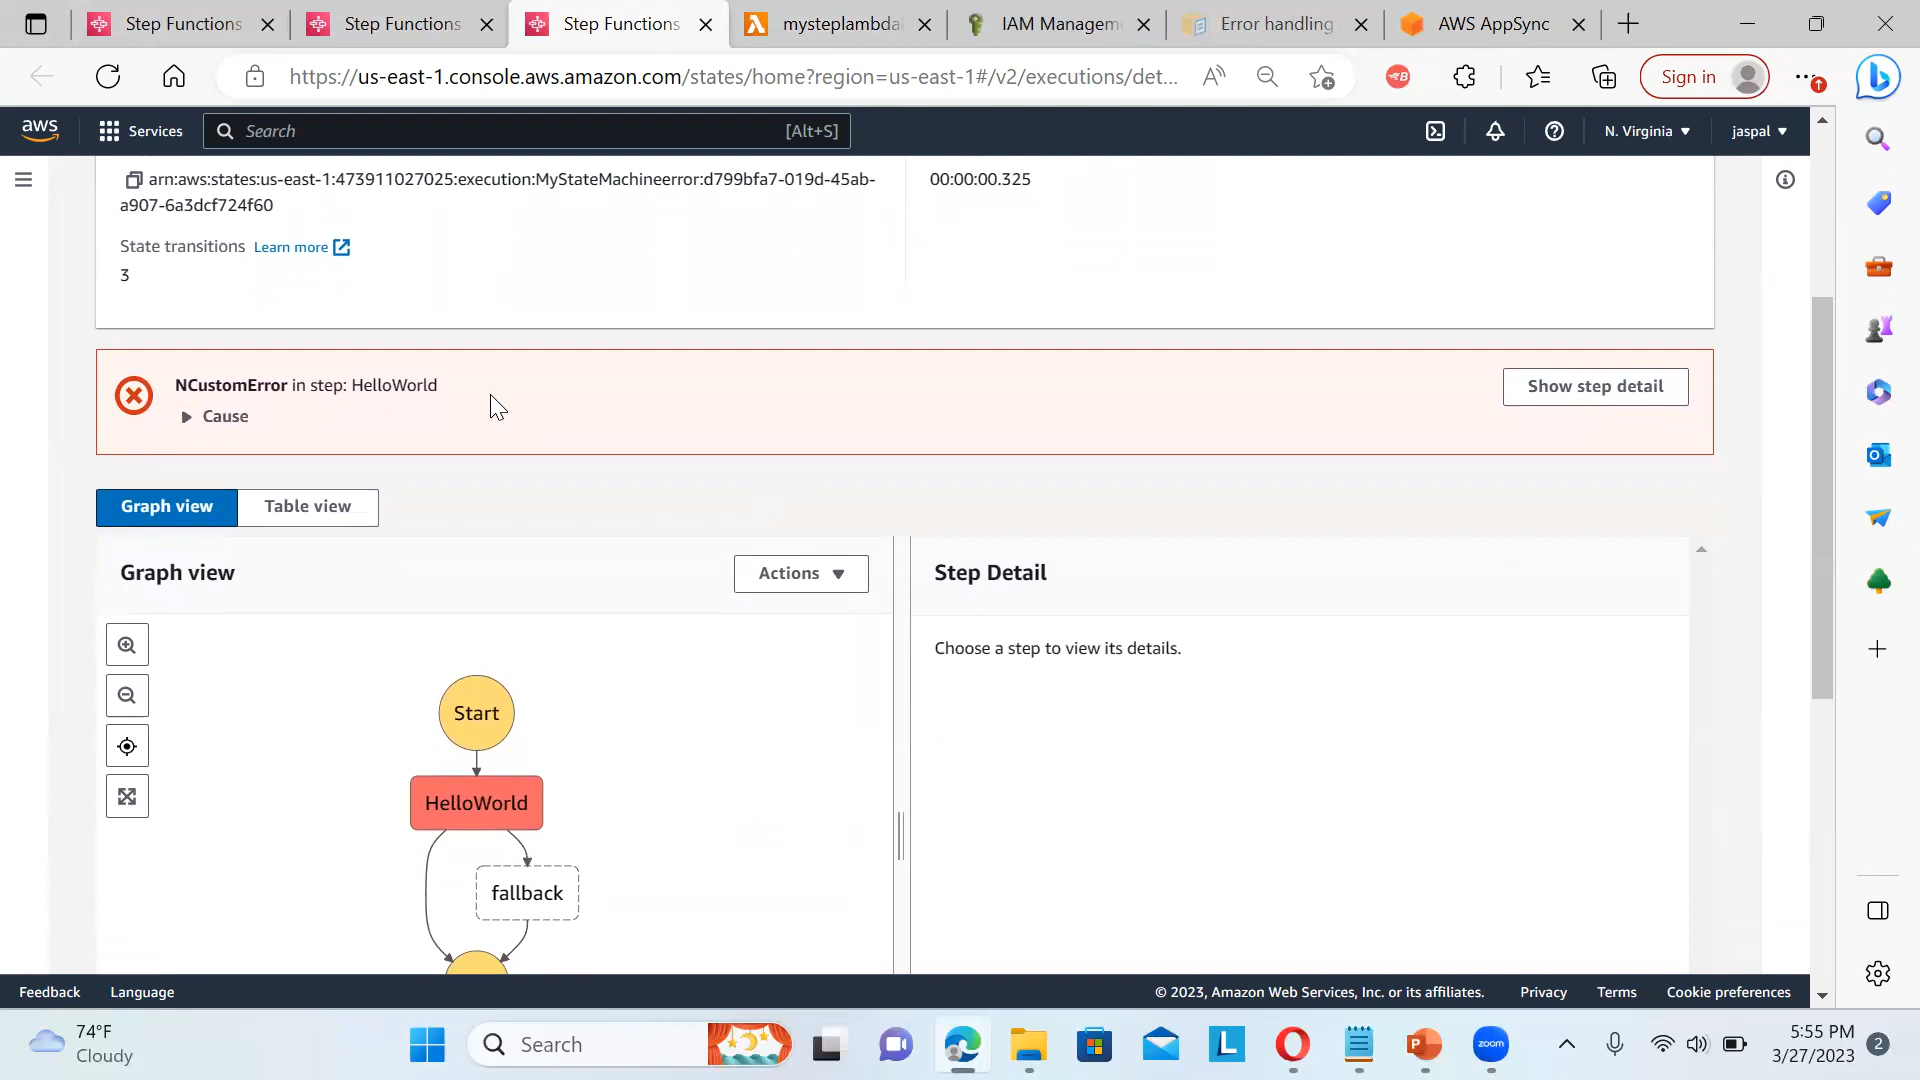 Step Functions
Step Functions
Step Functions
mysteplambda
IAM Managem
Error handling
AWS AppSync
https://us-east-1.console.aws.amazon.com/states/home?region=us-east-1#/v2/executions/det...
Sign in
aws
Services
Search
[Alt+S]
N. Virginia
jaspal
arn:aws:states:us-east-1:473911027025:execution:MyStateMachineerror:d799bfa7-019d-45ab-
a907-6a3dcf724f60
00:00:00.325
State transitions Learn more
3
NCustomError in step: HelloWorld
Cause
Show step detail
Graph view
Table view
Graph view
Actions
Step Detail
Choose a step to view its details.
Start
HelloWorld
fallback
Feedback
Language
© 2023, Amazon Web Services, Inc. or its affiliates.
Privacy
Terms
Cookie preferences
74°F
Cloudy
Search
zoom
5:55 PM
3/27/2023
2